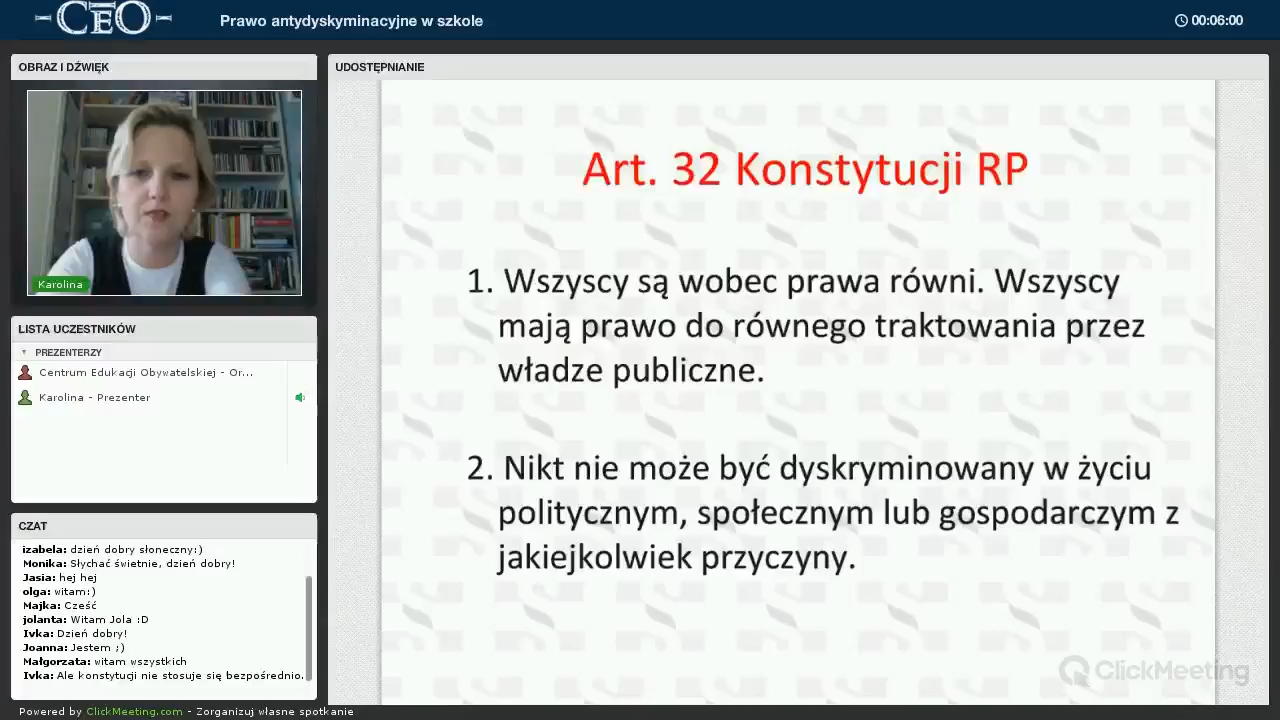 CEO
Prawo antydyskyminacyjne w szkole
00:06:00
OBRAZ I DŹWIĘK
Karolina
LISTA UCZESTNIKÓW
PREZENTERZY
Centrum Edukacji Obywatelskiej - Or...
Karolina - Prezenter
CZAT
izabela: dzień dobry słoneczny:)
Monika: Słychać świetnie, dzień dobry!
Jasia: hej hej
olga: witam:)
Majka: Cześć
jolanta: Witam Jola :D
Ivka: Dzień dobry!
Joanna: Jestem ;)
Małgorzata: witam wszystkich
Ivka: Ale konstytucji nie stosuje się bezpośrednio.
UDOSTĘPNIANIE
Art. 32 Konstytucji RP
1. Wszyscy są wobec prawa równi. Wszyscy
mają prawo do równego traktowania przez
władze publiczne.
2. Nikt nie może być dyskryminowany w życiu
politycznym, społecznym lub gospodarczym z
jakiejkolwiek przyczyny.
ClickMeeting
Powered by ClickMeeting.com - Zorganizuj własne spotkanie